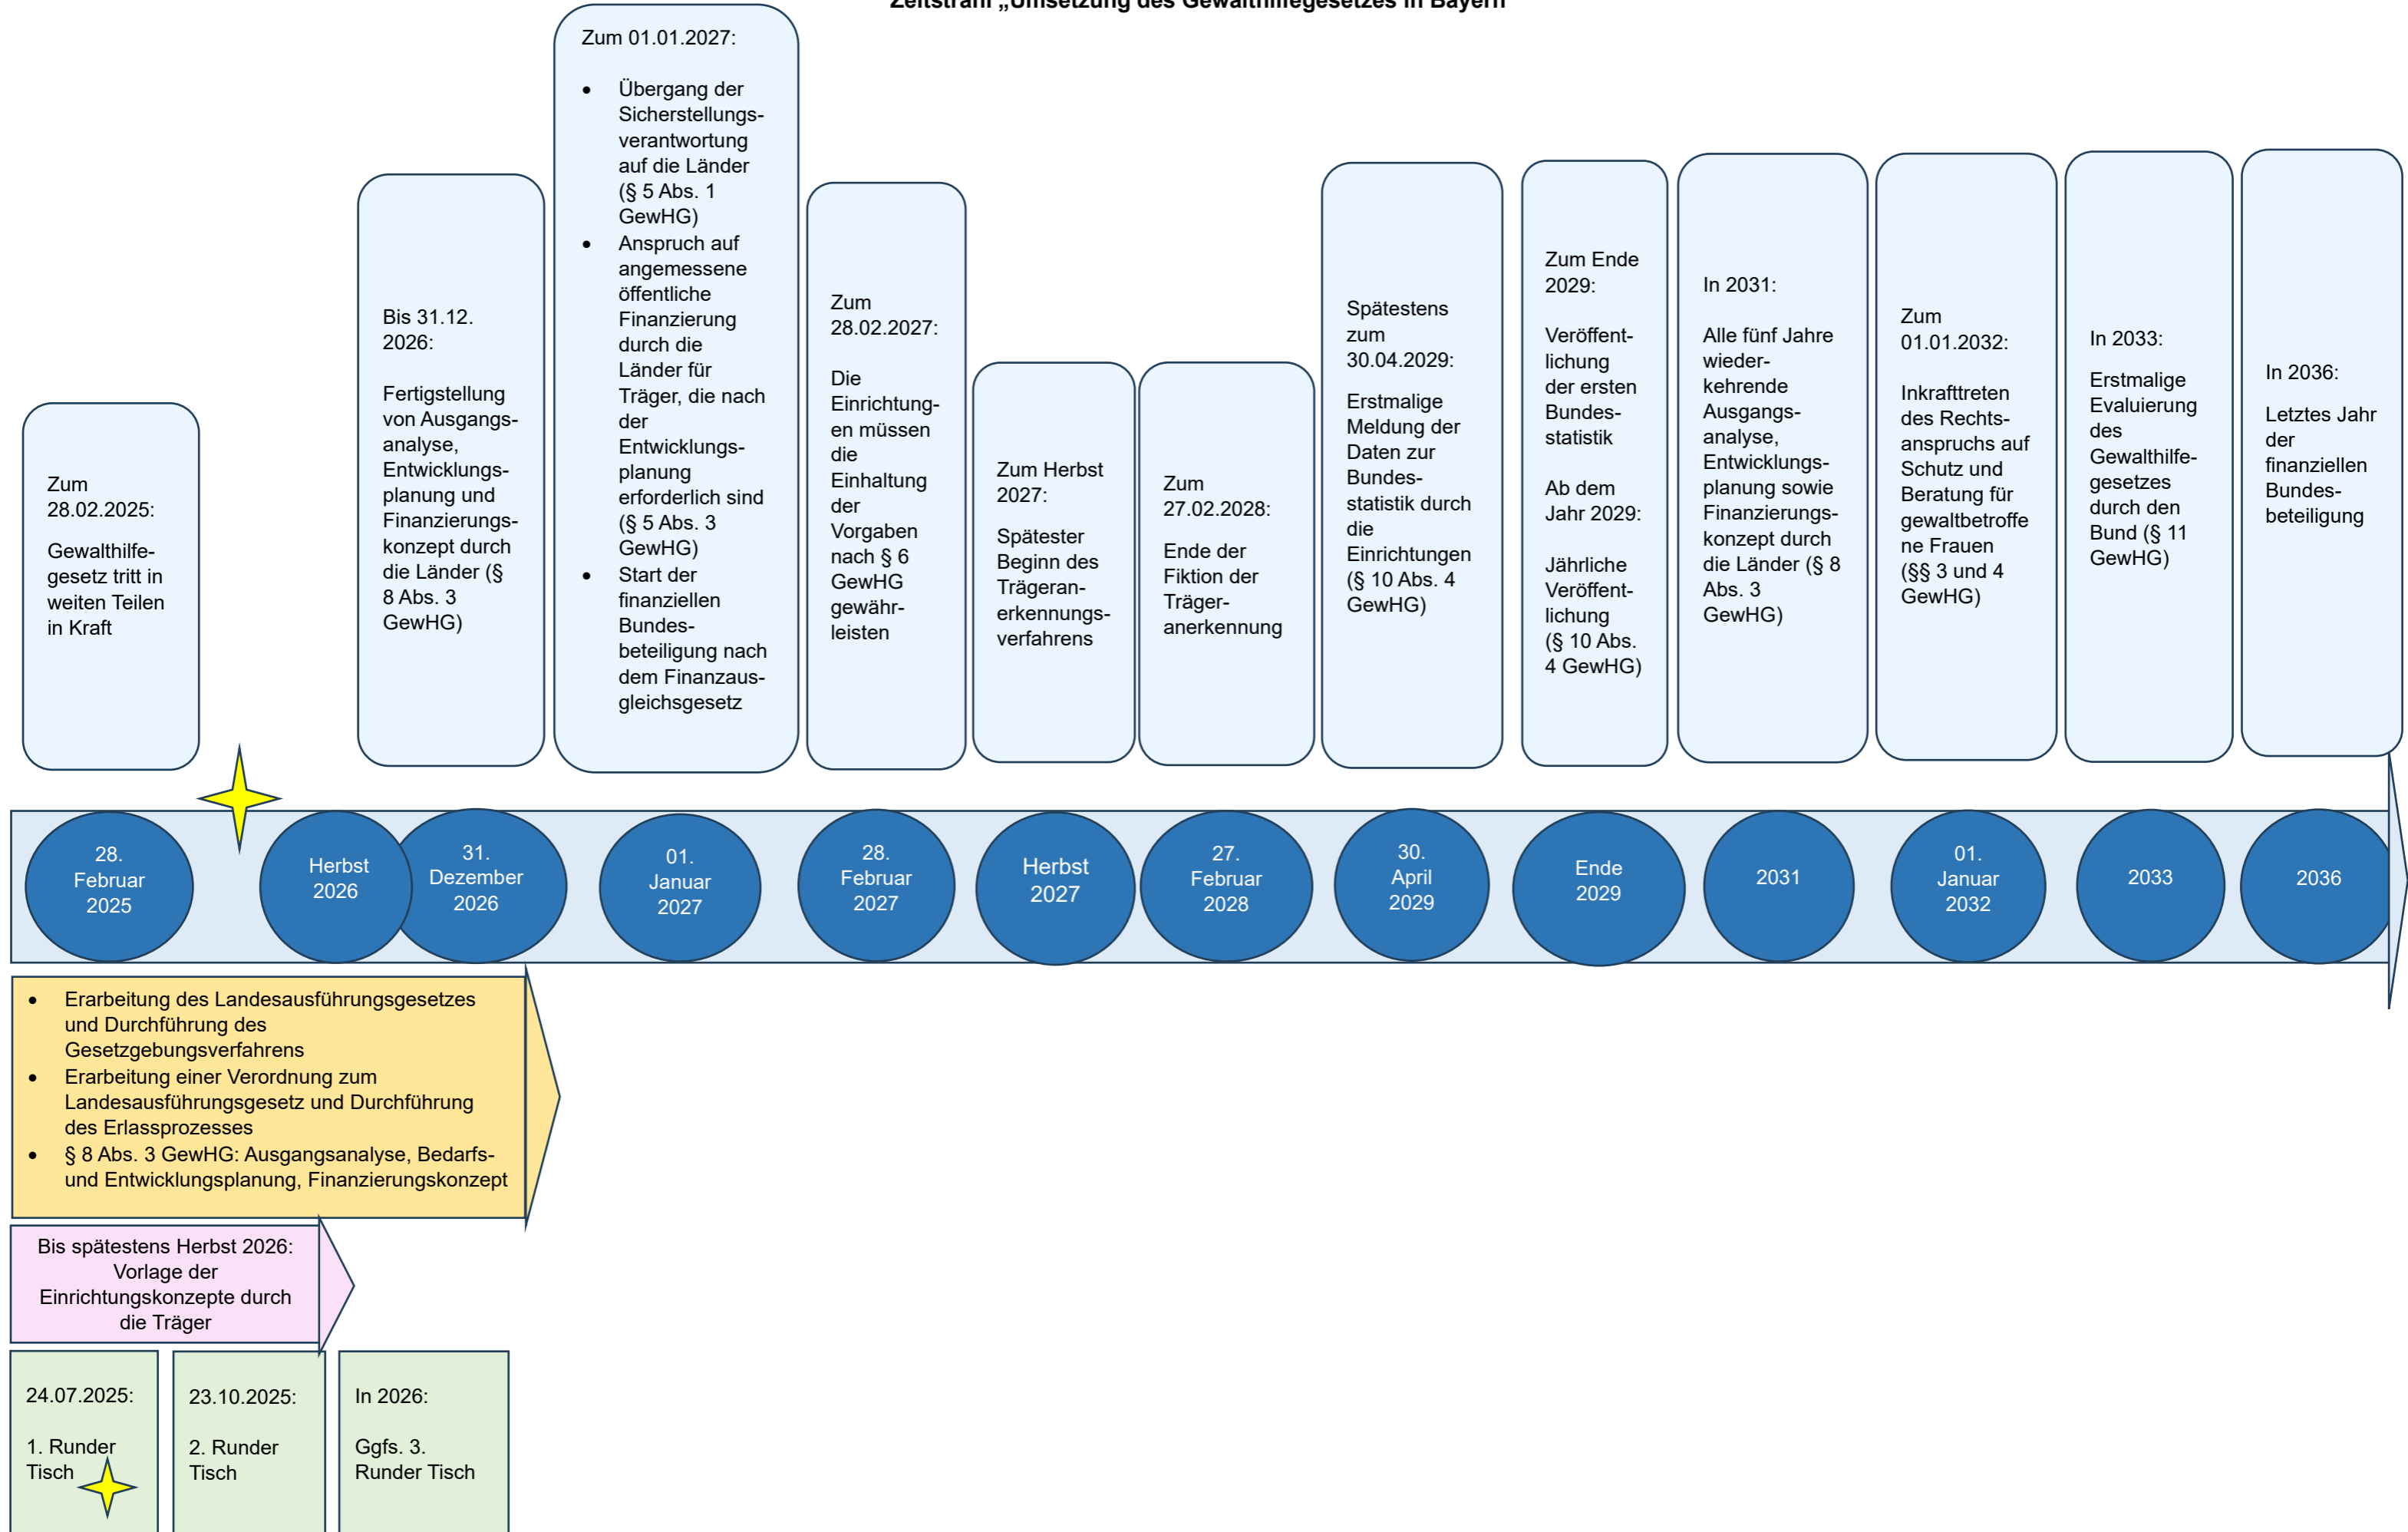 Zeitstrahl „Umsetzung des Gewalthilfegesetzes in Bayern“
Zum
28.02.2025:
Gewalthilfe-
gesetz tritt in
weiten Teilen
in Kraft
Bis 31.12.
2026:
Fertigstellung
von Ausgangs-
analyse,
Entwicklungs-
planung und
Finanzierungs-
konzept durch
die Länder (§
8 Abs. 3
GewHG)
Zum 01.01.2027:
• Übergang der
Sicherstellungs-
verantwortung
auf die Länder
(§ 5 Abs. 1
GewHG)
• Anspruch auf
angemessene
öffentliche
Finanzierung
durch die
Länder für
Träger, die nach
der
Entwicklungs-
planung
erforderlich sind
(§ 5 Abs. 3
GewHG)
• Start der
finanziellen
Bundes-
beteiligung nach
dem Finanzaus-
gleichsgesetz
Zum
28.02.2027:
Die
Einrichtung-
en müssen
die
Einhaltung
der
Vorgaben
nach § 6
GewHG
gewähr-
leisten
Zum Herbst
2027:
Spätester
Beginn des
Trägeran-
erkennungs-
verfahrens
Zum
27.02.2028:
Ende der
Fiktion der
Träger-
anerkennung
Spätestens
zum
30.04.2029:
Erstmalige
Meldung der
Daten zur
Bundes-
statistik durch
die
Einrichtungen
(§ 10 Abs. 4
GewHG)
Zum Ende
2029:
Veröffent-
lichung
der ersten
Bundes-
statistik
Ab dem
Jahr 2029:
Jährliche
Veröffent-
lichung
(§ 10 Abs.
4 GewHG)
In 2031:
Alle fünf Jahre
wieder-
kehrende
Ausgangs-
analyse,
Entwicklungs-
planung sowie
Finanzierungs-
konzept durch
die Länder (§ 8
Abs. 3
GewHG)
Zum
01.01.2032:
Inkrafttreten
des Rechts-
anspruchs auf
Schutz und
Beratung für
gewaltbetroffe
ne Frauen
(§§ 3 und 4
GewHG)
In 2033:
Erstmalige
Evaluierung
des
Gewalthilfe-
gesetzes
durch den
Bund (§ 11
GewHG)
In 2036:
Letztes Jahr
der
finanziellen
Bundes-
beteiligung
28.
Februar
2025
Herbst
2026
31.
Dezember
2026
01.
Januar
2027
28.
Februar
2027
Herbst
2027
27.
Februar
2028
30.
April
2029
Ende
2029
2031
01.
Januar
2032
2033
2036
• Erarbeitung des Landesausführungsgesetzes
und Durchführung des
Gesetzgebungsverfahrens
• Erarbeitung einer Verordnung zum
Landesausführungsgesetz und Durchführung
des Erlassprozesses
• § 8 Abs. 3 GewHG: Ausgangsanalyse, Bedarfs-
und Entwicklungsplanung, Finanzierungskonzept
Bis spätestens Herbst 2026:
Vorlage der
Einrichtungskonzepte durch
die Träger
24.07.2025:
1. Runder
Tisch
23.10.2025:
2. Runder
Tisch
In 2026:
Ggfs. 3.
Runder Tisch